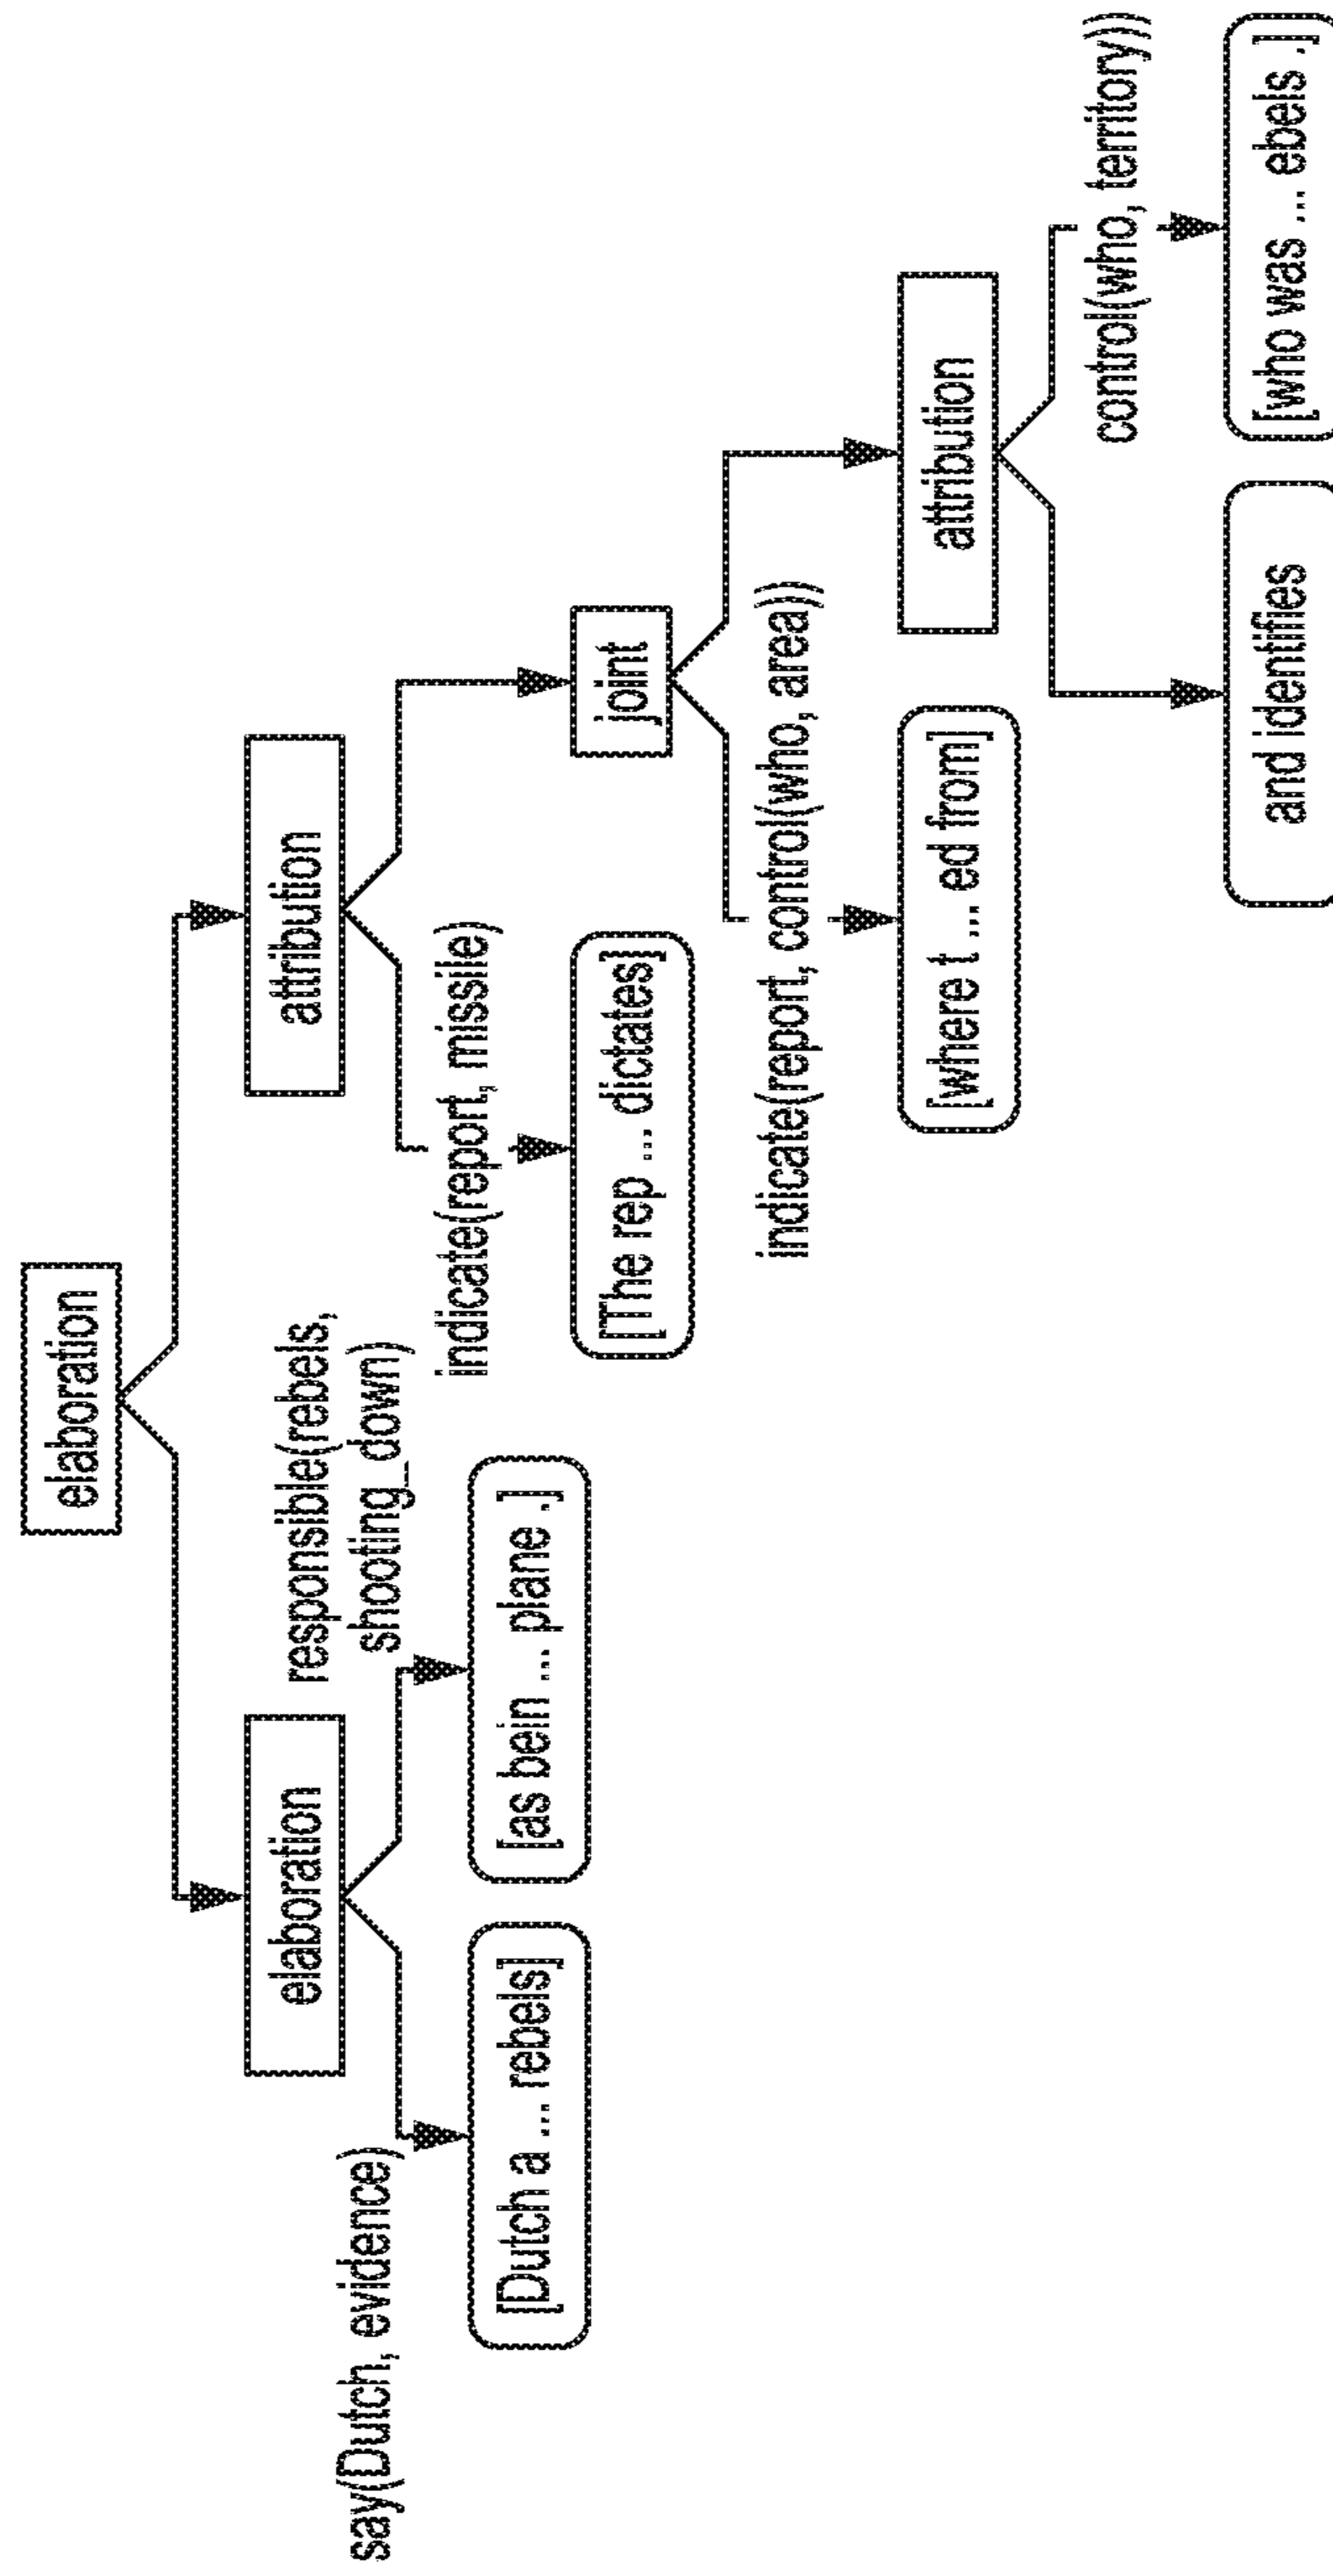 elaboration
elaboration
attribution
responsible(rebels,
shooting_down)
say(Dutch, evidence)
indicate(report, missile)
[Dutch a ... rebels]
[as bein ... plane ,]
[The rep ... dictates]
joint
indicate(report, control(who, area))
[where t ... ed from]
attribution
control(who, territory))
and identifies
[who was ... ebels ,]